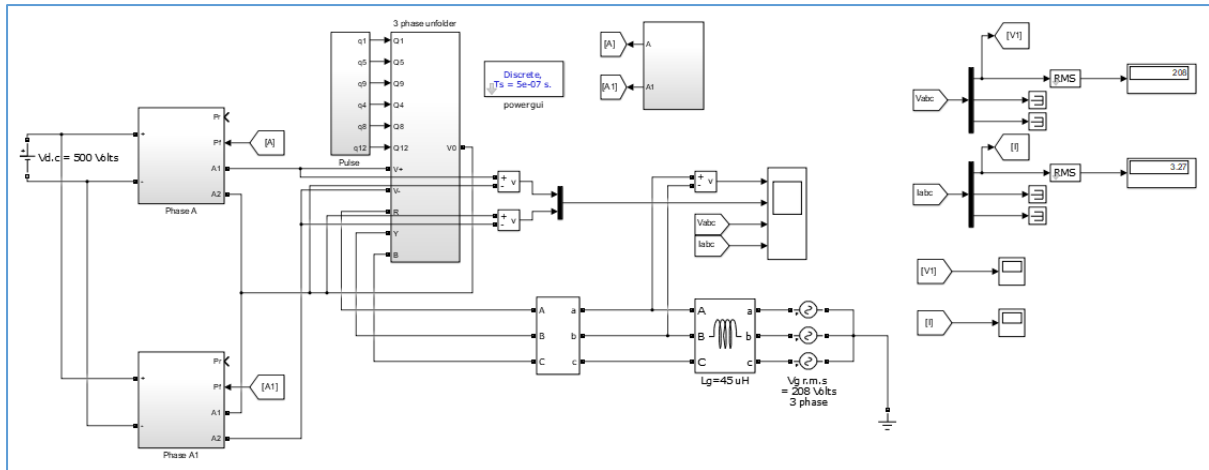 3 phase unfolder
q1
Q1
q5
Q5
q9
Q9
q4
Q4
q8
Q8
q12
Q12
Pulse
V0
V+
V-
R
Y
B
Discrete,
Ts = 5e-07 s.
powergui
[A]
A
[A1]
A1
[V1]
Vabc
RMS
208
[I]
Iabc
RMS
3.27
Vd.c = 500 Volts
+
-
Pr
Pf
A1
A2
[A]
Phase A
+
-
v
+
-
v
+
-
v
Vabc
Iabc
[V1]
[I]
A
B
C
a
b
c
A
B
C
a
b
c
Lg=45 uH
Vg r.m.s
= 208 Volts
3 phase
+
-
Pr
Pf
A1
A2
[A1]
Phase A1